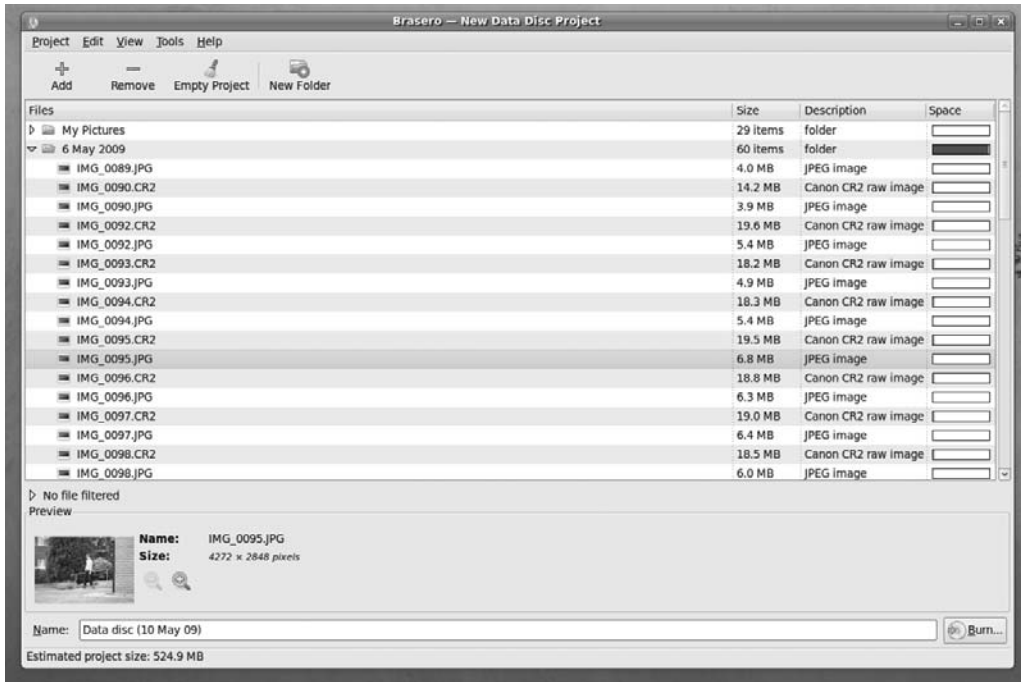 Brasero — New Data Disc Project
Project Edit View Tools Help
Add Remove Empty Project New Folder
Files Size Description Space
My Pictures 29 items folder
6 May 2009 60 items folder
IMG_0089.JPG 4.0 MB JPEG image
IMG_0090.CR2 14.2 MB Canon CR2 raw image
IMG_0090.JPG 3.9 MB JPEG image
IMG_0092.CR2 19.6 MB Canon CR2 raw image
IMG_0092.JPG 5.4 MB JPEG image
IMG_0093.CR2 18.2 MB Canon CR2 raw image
IMG_0093.JPG 4.9 MB JPEG image
IMG_0094.CR2 18.3 MB Canon CR2 raw image
IMG_0094.JPG 5.4 MB JPEG image
IMG_0095.CR2 19.5 MB Canon CR2 raw image
IMG_0095.JPG 6.8 MB JPEG image
IMG_0096.CR2 18.8 MB Canon CR2 raw image
IMG_0096.JPG 6.3 MB JPEG image
IMG_0097.CR2 19.0 MB Canon CR2 raw image
IMG_0097.JPG 6.4 MB JPEG image
IMG_0098.CR2 18.5 MB Canon CR2 raw image
IMG_0098.JPG 6.0 MB JPEG image
No file filtered
Preview
Name: IMG_0095.JPG
Size: 4272 × 2848 pixels
Name: Data disc (10 May 09) Burn...
Estimated project size: 524.9 MB